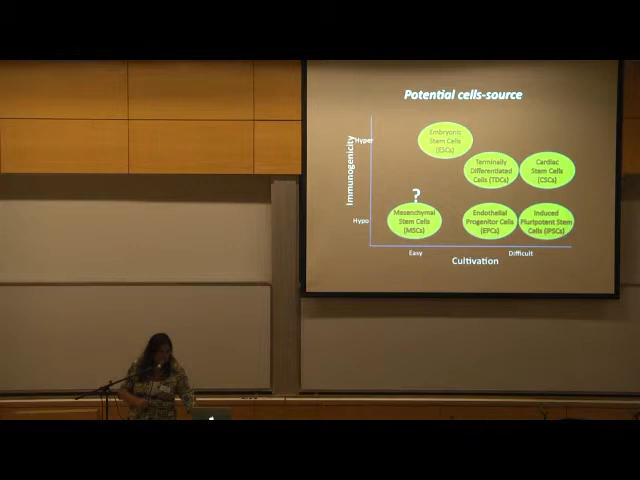 Potential cells-source
Immunogenicity
Hyper
Hypo
Embryonic
Stem Cells
(ESCs)
Terminally
Differentiated
Cells (TDCs)
Cardiac
Stem Cells
(CSCs)
?
Mesenchymal
Stem Cells
(MSCs)
Endothelial
Progenitor Cells
(EPCs)
Induced
Pluripotent Stem
Cells (iPSCs)
Easy
Difficult
Cultivation